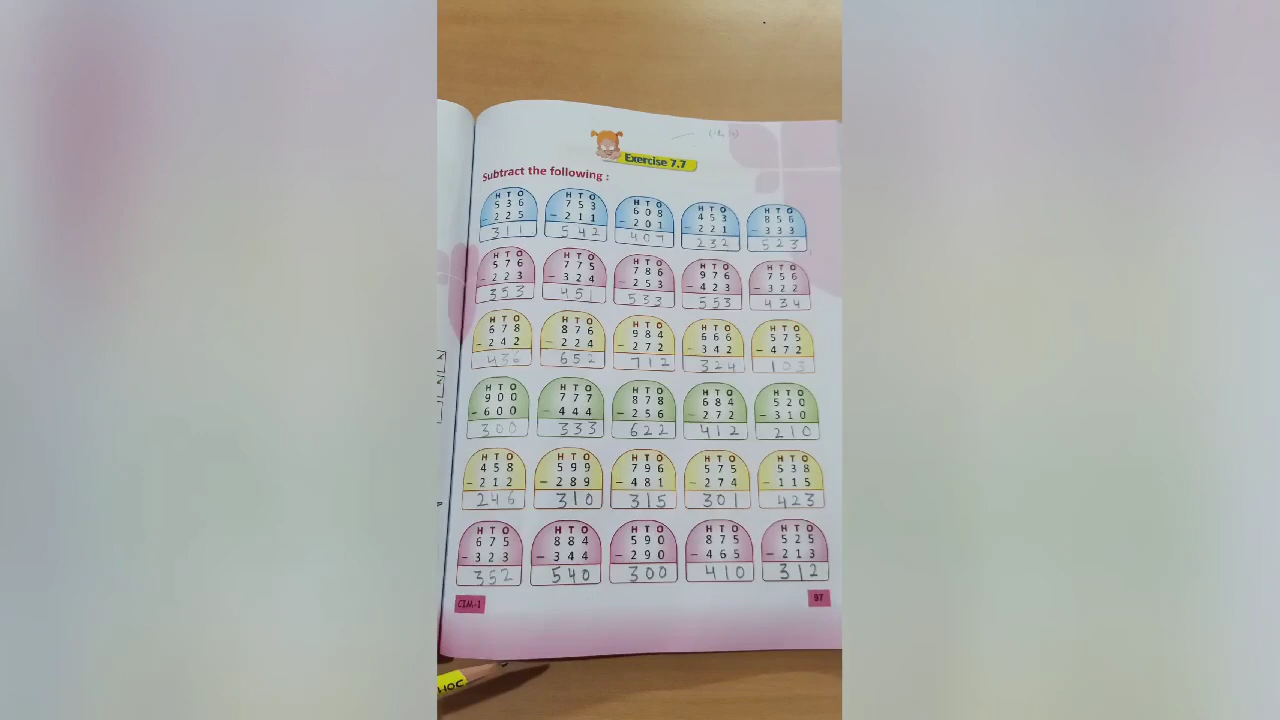 Exercise 7.7
Subtract the following :
H T O H T O H T O H T O H T O
5 3 6 7 5 3 6 0 8 4 5 3 8 5 6
- 2 2 5 - 2 1 1 - 2 0 1 - 2 2 1 - 3 3 3
3 1 1 5 4 2 4 0 7 2 3 2 5 2 3
H T O H T O H T O H T O H T O
5 7 6 7 7 5 7 8 6 9 7 6 7 5 6
- 2 2 3 - 3 2 4 - 2 5 3 - 4 2 3 - 3 2 2
3 5 3 4 5 1 5 3 3 5 5 3 4 3 4
H T O H T O H T O H T O H T O
6 7 8 8 7 6 9 8 4 6 6 6 5 7 5
- 2 4 2 - 2 2 4 - 2 7 2 - 3 4 2 - 4 7 2
4 3 6 6 5 2 7 1 2 3 2 4 1 0 3
H T O H T O H T O H T O H T O
9 0 0 7 7 7 8 7 8 6 8 4 5 2 0
- 6 0 0 - 4 4 4 - 2 5 6 - 2 7 2 - 3 1 0
3 0 0 3 3 3 6 2 2 4 1 2 2 1 0
H T O H T O H T O H T O H T O
4 5 8 5 9 9 7 9 6 5 7 5 5 3 8
- 2 1 2 - 2 8 9 - 4 8 1 - 2 7 4 - 1 1 5
2 4 6 3 1 0 3 1 5 3 0 1 4 2 3
H T O H T O H T O H T O H T O
6 7 5 8 8 4 5 9 0 8 7 5 5 2 5
- 3 2 3 - 3 4 4 - 2 9 0 - 4 6 5 - 2 1 3
3 5 2 5 4 0 3 0 0 4 1 0 3 1 2
CIM-1 97